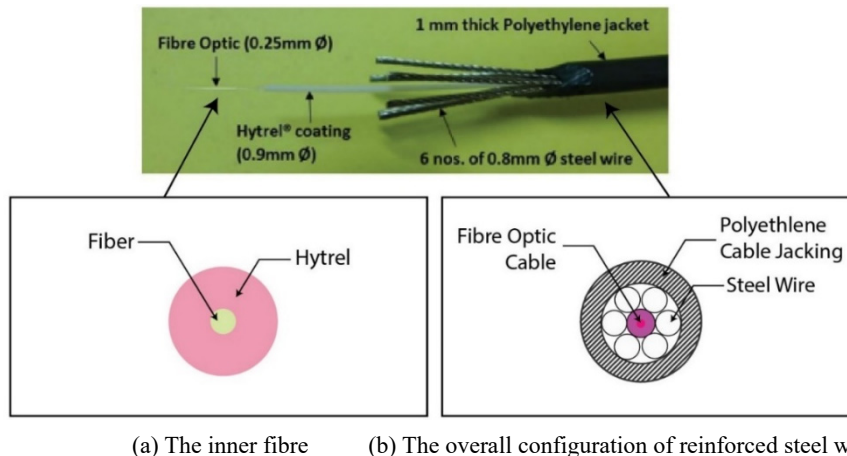 1 mm thick Polyethylene jacket
Fibre Optic (0.25mm Ø)
Hytrel® coating
(0.9mm Ø)
6 nos. of 0.8mm Ø steel wire
Fiber
Hytrel
Fibre Optic
Cable
Polyethlene
Cable Jacking
Steel Wire
(a) The inner fibre
(b) The overall configuration of reinforced steel